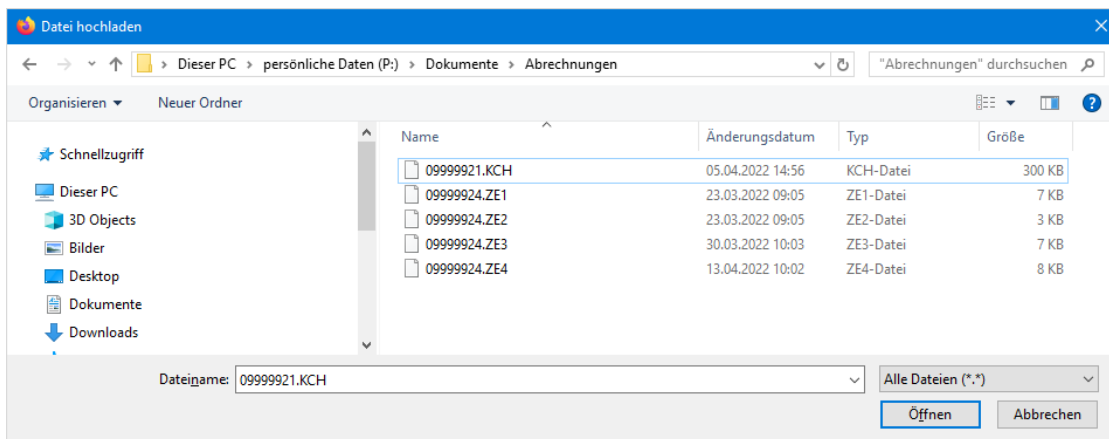 Datei hochladen
Dieser PC > persönliche Daten (P:) > Dokumente > Abrechnungen
"Abrechnungen" durchsuchen
Organisieren Neuer Ordner
Schnellzugriff
Dieser PC
3D Objects
Bilder
Desktop
Dokumente
Downloads
Name Änderungsdatum Typ Größe
09999921.KCH 05.04.2022 14:56 KCH-Datei 300 KB
09999924.ZE1 23.03.2022 09:05 ZE1-Datei 7 KB
09999924.ZE2 23.03.2022 09:05 ZE2-Datei 3 KB
09999924.ZE3 30.03.2022 10:03 ZE3-Datei 7 KB
09999924.ZE4 13.04.2022 10:02 ZE4-Datei 8 KB
Dateiname: 09999921.KCH Alle Dateien (*.*)
Öffnen Abbrechen